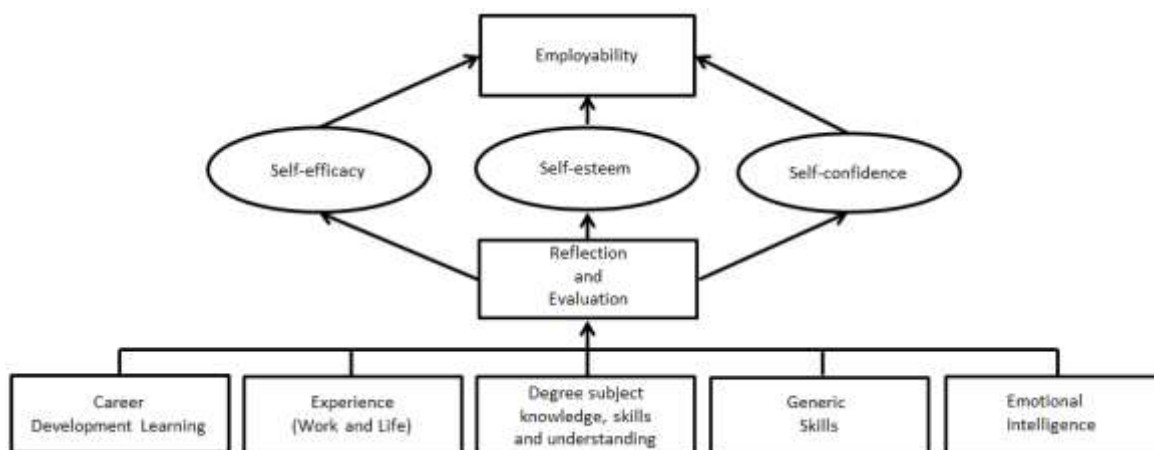 Employability
Self-efficacy
Self-esteem
Self-confidence
Reflection
and
Evaluation
Career
Development Learning
Experience
(Work and Life)
Degree subject
knowledge, skills
and understanding
Generic
Skills
Emotional
Intelligence